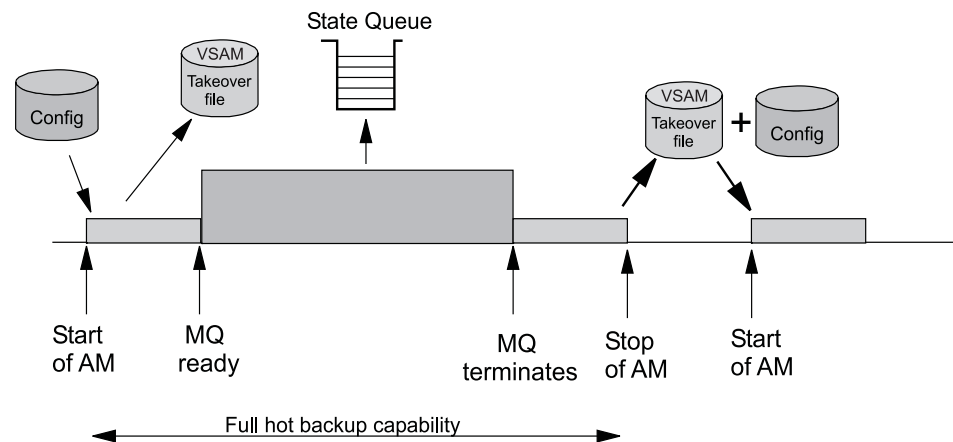 State Queue
VSAM
Takeover
file
Config
VSAM
Takeover
file
+
Config
Start
of AM
MQ
ready
MQ
terminates
Stop
of AM
Start
of AM
Full hot backup capability